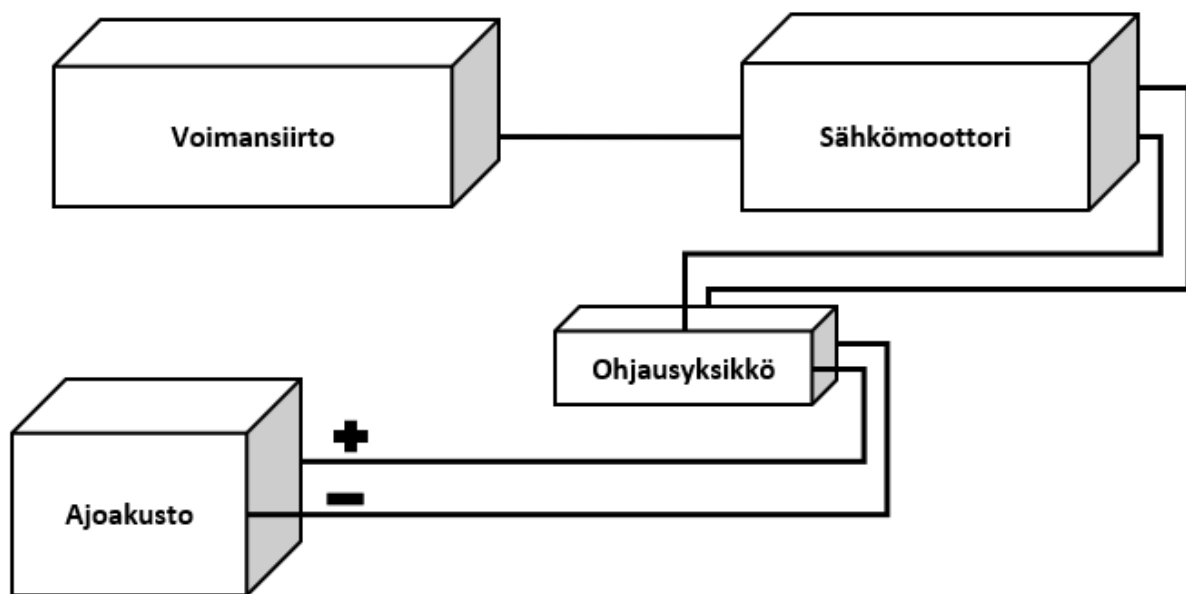 Voimansiirto
Sähkömoottori
Ohjausyksikkö
+
Ajoakusto
-